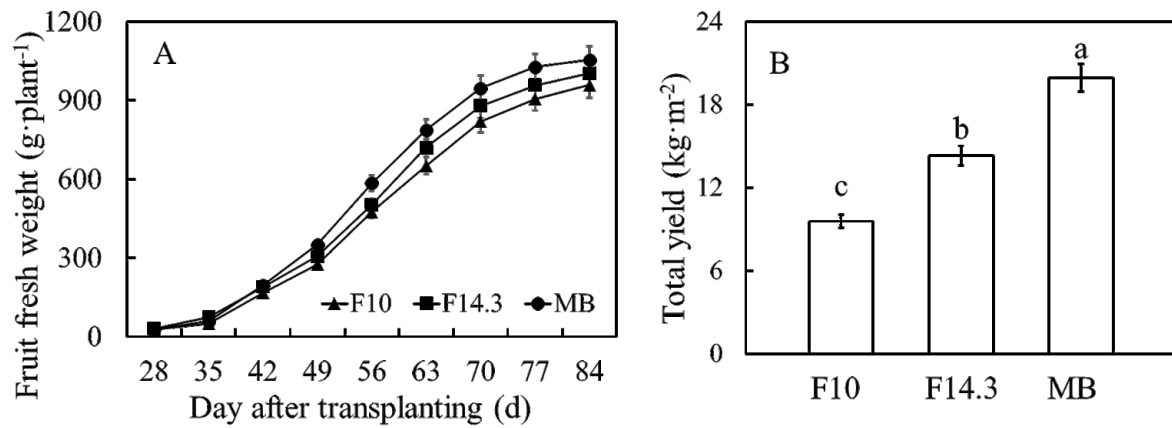 A
Fruit fresh weight (g·plant⁻¹)
1200
900
600
300
0
F10 F14.3 MB
28 35 42 49 56 63 70 77 84
Day after transplanting (d)
B
Total yield (kg·m⁻²)
24
18
12
6
0
c
b
a
F10 F14.3 MB